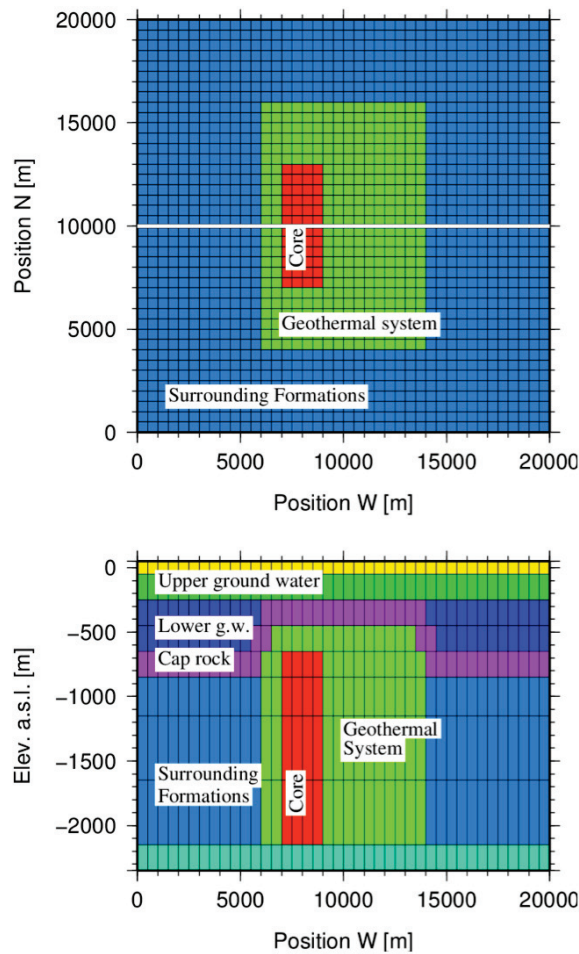 20000
15000
10000
5000
0
Position N [m]
Core
Geothermal system
Surrounding Formations
0 5000 10000 15000 20000
Position W [m]
0
−500
−1000
−1500
−2000
Elev. a.s.l. [m]
Upper ground water
Lower g.w.
Cap rock
Geothermal
System
Surrounding
Formations
Core
0 5000 10000 15000 20000
Position W [m]